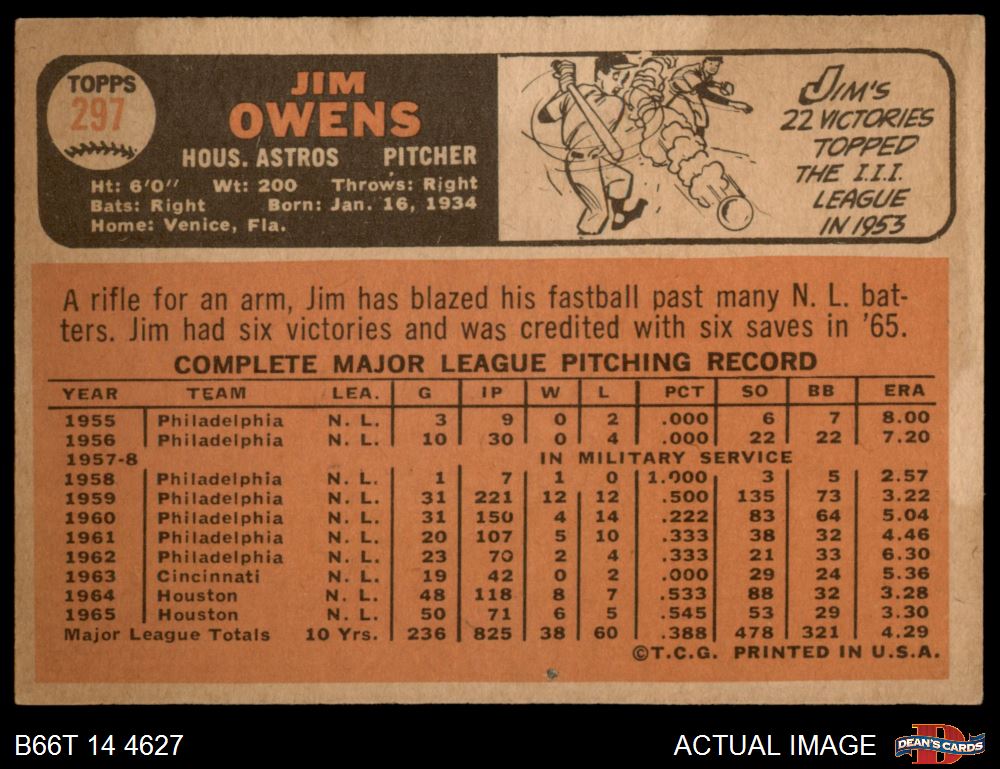 TOPPS
297
JIM
OWENS
HOUS. ASTROS PITCHER
Ht: 6'0" Wt: 200 Throws: Right
Bats: Right Born: Jan. 16, 1934
Home: Venice, Fla.
JIM'S
22 VICTORIES
TOPPED
THE I.I.I.
LEAGUE
IN 1953
A rifle for an arm, Jim has blazed his fastball past many N. L. bat-
ters. Jim had six victories and was credited with six saves in '65.
COMPLETE MAJOR LEAGUE PITCHING RECORD
YEAR TEAM LEA. G IP W L PCT SO BB ERA
1955 Philadelphia N. L. 3 9 0 2 .000 6 7 8.00
1956 Philadelphia N. L. 10 30 0 4 .000 22 22 7.20
1957-8 IN MILITARY SERVICE
1958 Philadelphia N. L. 1 7 1 0 1.000 3 5 2.57
1959 Philadelphia N. L. 31 221 12 12 .500 135 73 3.22
1960 Philadelphia N. L. 31 150 4 14 .222 83 64 5.04
1961 Philadelphia N. L. 20 107 5 10 .333 38 32 4.46
1962 Philadelphia N. L. 23 70 2 4 .333 21 33 6.30
1963 Cincinnati N. L. 19 42 0 2 .000 29 24 5.36
1964 Houston N. L. 48 118 8 7 .533 88 32 3.28
1965 Houston N. L. 50 71 6 5 .545 53 29 3.30
Major League Totals 10 Yrs. 236 825 38 60 .388 478 321 4.29
©T.C.G. PRINTED IN U.S.A.
B66T 14 4627
ACTUAL IMAGE
D
DEAN'S CARDS